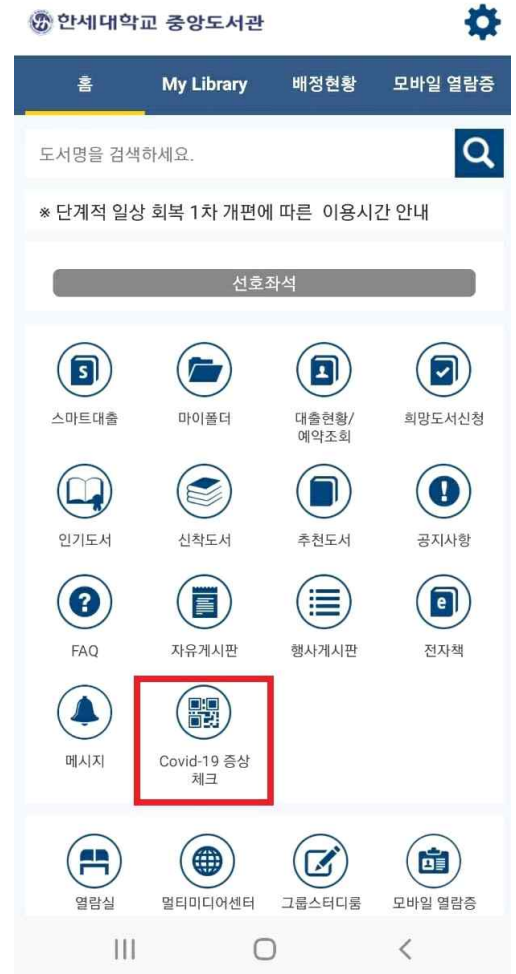 한세대학교 중앙도서관
홈 My Library 배정현황 모바일 열람증
도서명을 검색하세요.
※ 단계적 일상 회복 1차 개편에 따른 이용시간 안내
선호좌석
스마트대출 마이폴더 대출현황/ 희망도서신청
예약조회
인기도서 신착도서 추천도서 공지사항
FAQ 자유게시판 행사게시판 전자책
메시지 Covid-19 증상
체크
열람실 멀티미디어센터 그룹스터디룸 모바일 열람증